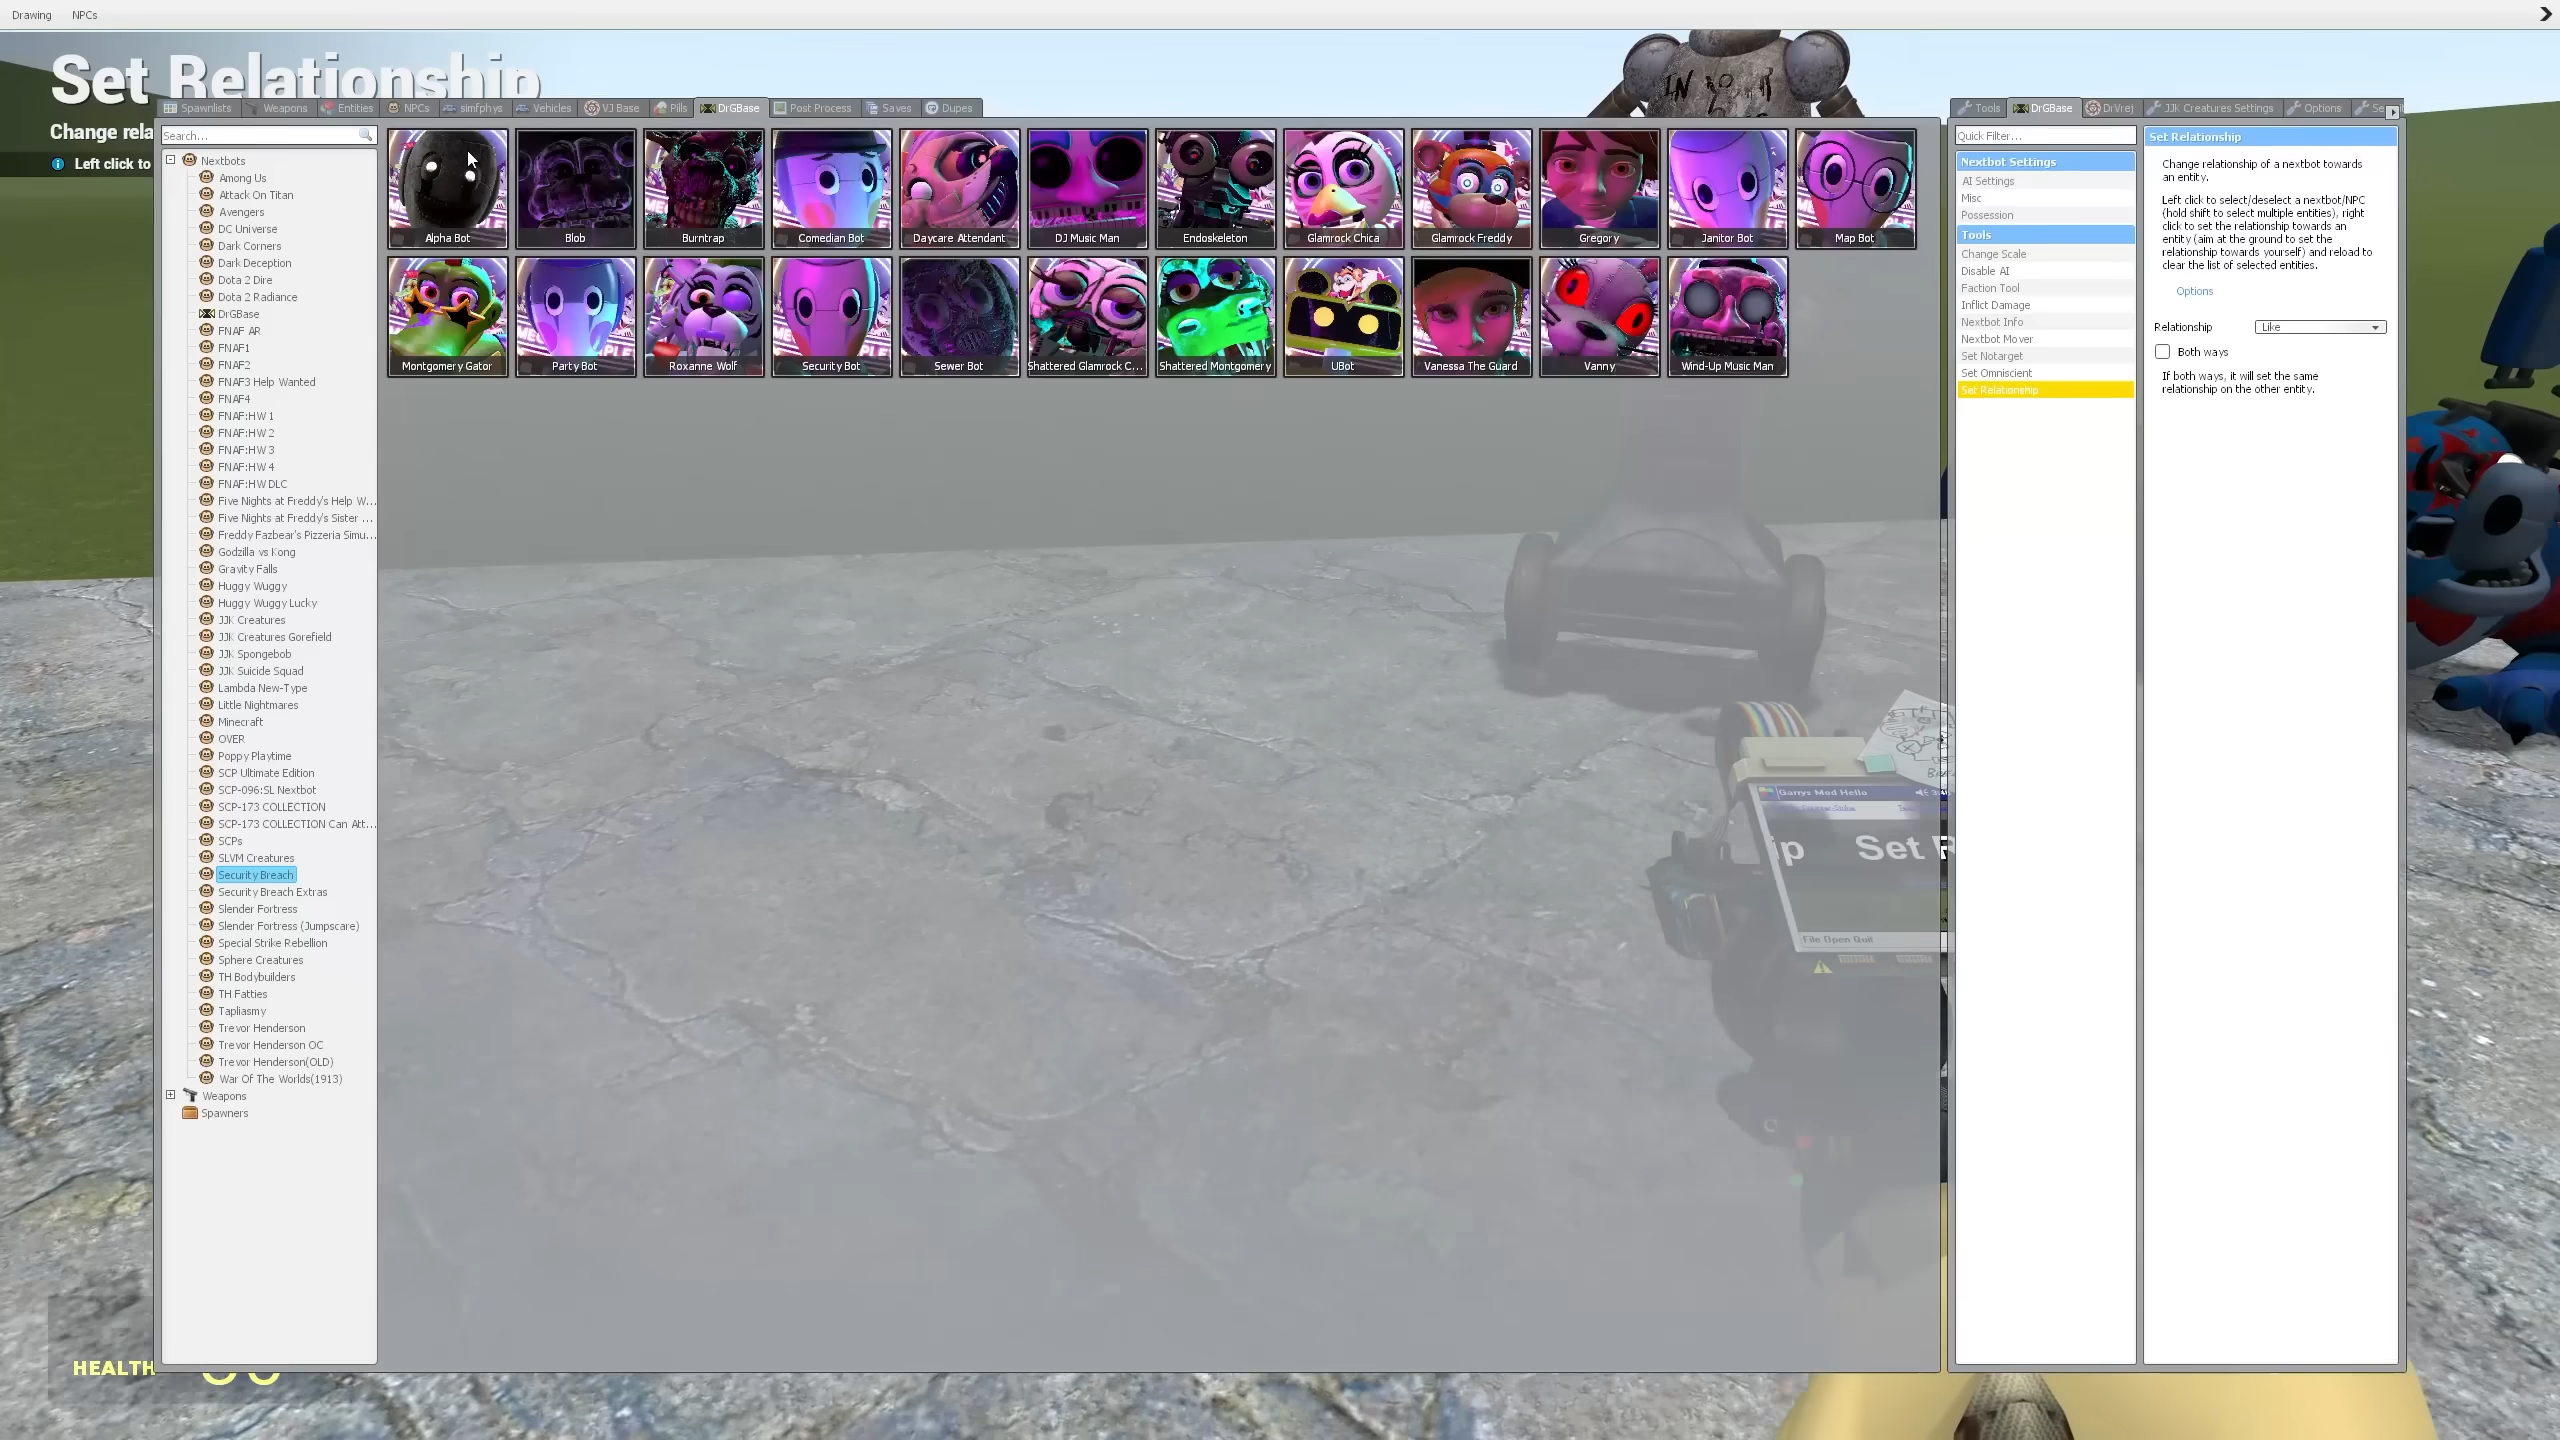 Drawing NPCs
Set Relationship
Change rela
Left click to
Spawnlists Weapons Entities NPCs simfphys Vehicles VJ Base Pills DrGBase Post Process Saves Dupes
Search...
Nextbots
Among Us
Attack On Titan
Avengers
DC Universe
Dark Corners
Dark Deception
Dota 2 Dire
Dota 2 Radiance
DrGBase
FNAF AR
FNAF1
FNAF2
FNAF3 Help Wanted
FNAF4
FNAF:HW 1
FNAF:HW 2
FNAF:HW 3
FNAF:HW 4
FNAF:HW DLC
Five Nights at Freddy's Help W...
Five Nights at Freddy's Sister ...
Freddy Fazbear's Pizzeria Simu...
Godzilla vs Kong
Gravity Falls
Huggy Wuggy
Huggy Wuggy Lucky
JJK Creatures
JJK Creatures Gorefield
JJK Spongebob
JJK Suicide Squad
Lambda New-Type
Little Nightmares
Minecraft
OVER
Poppy Playtime
SCP Ultimate Edition
SCP-096:SL Nextbot
SCP-173 COLLECTION
SCP-173 COLLECTION Can Att...
SCPs
SLVM Creatures
Security Breach
Security Breach Extras
Slender Fortress
Slender Fortress (Jumpscare)
Special Strike Rebellion
Sphere Creatures
TH Bodybuilders
TH Fatties
Tapliasmy
Trevor Henderson
Trevor Henderson OC
Trevor Henderson(OLD)
War Of The Worlds(1913)
Weapons
Spawners
Alpha Bot Blob Burntrap Comedian Bot Daycare Attendant DJ Music Man Endoskeleton Glamrock Chica Glamrock Freddy Gregory Janitor Bot Map Bot
Montgomery Gator Party Bot Roxanne Wolf Security Bot Sewer Bot Shattered Glamrock C... Shattered Montgomery UBot Vanessa The Guard Vanny Wind-Up Music Man
Garrys Mod Hello
ip Set R
File Open Quit
HEALTH
Tools DrGBase DrVrej JJK Creatures Settings Options
Quick Filter...
Nextbot Settings
AI Settings
Misc
Possession
Tools
Change Scale
Disable AI
Faction Tool
Inflict Damage
Nextbot Info
Nextbot Mover
Set Notarget
Set Omniscient
Set Relationship
Set Relationship
Change relationship of a nextbot towards
an entity.
Left click to select/deselect a nextbot/NPC
(hold shift to select multiple entities), right
click to set the relationship towards an
entity (aim at the ground to set the
relationship towards yourself) and reload to
clear the list of selected entities.
Options
Relationship Like
Both ways
If both ways, it will set the same
relationship on the other entity.